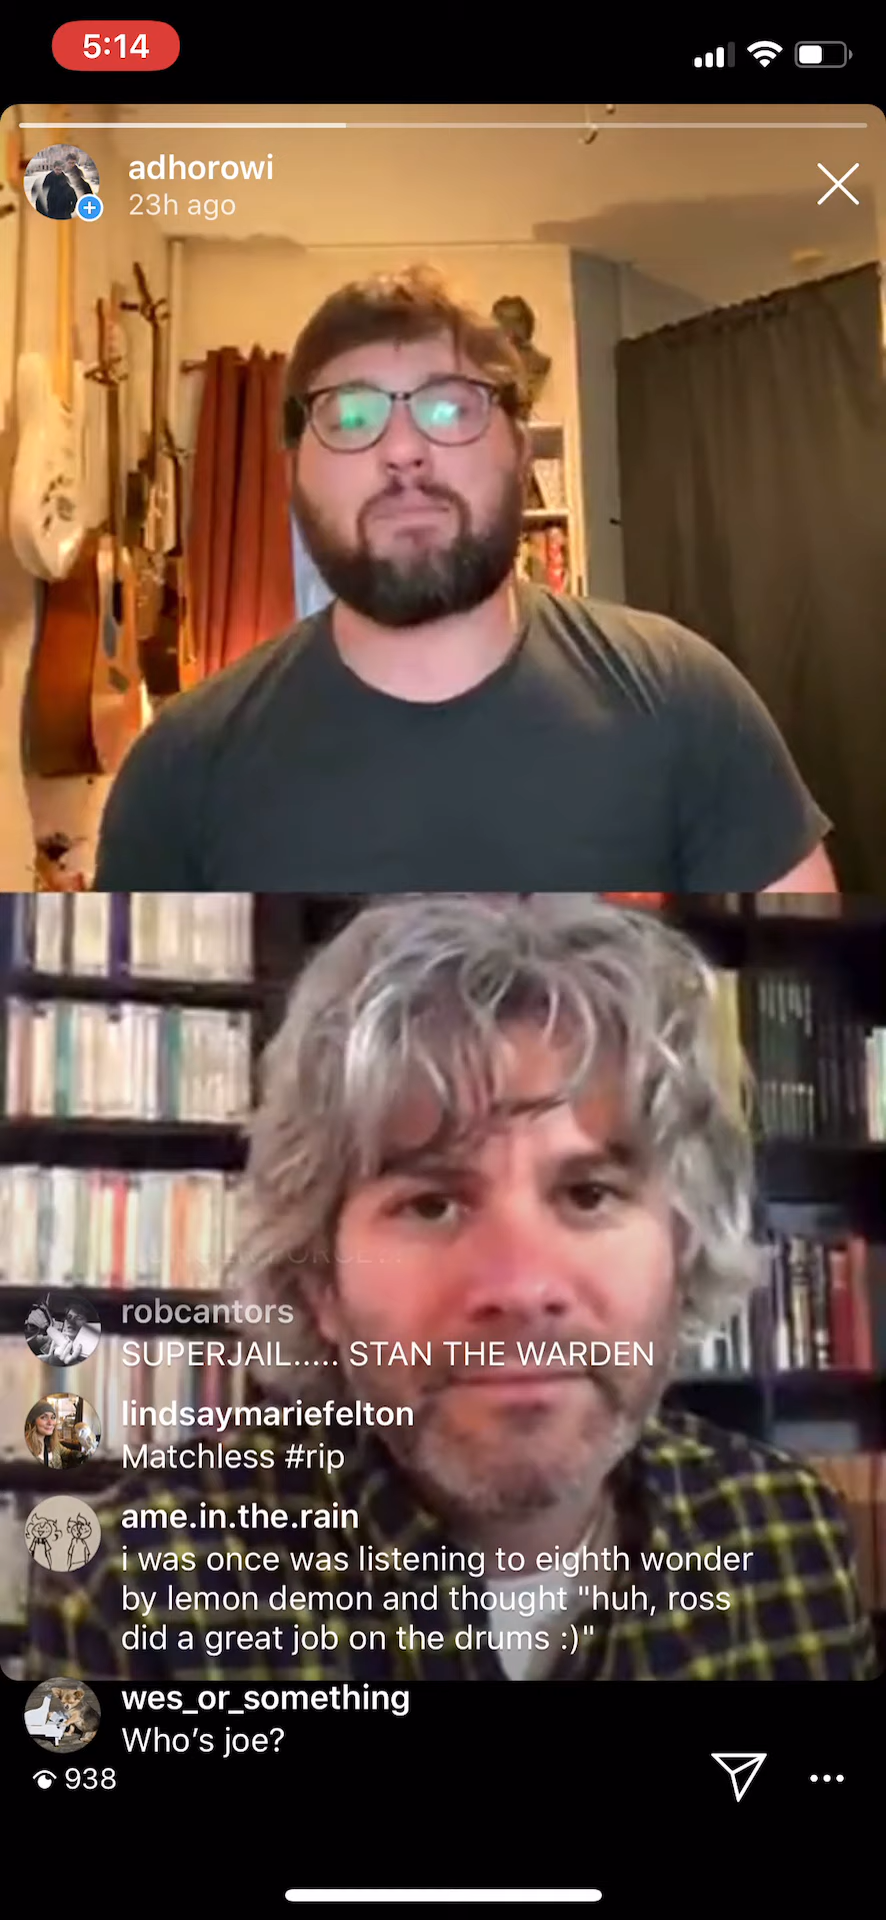 5:14
adhorowi
23h ago
robcantors
SUPERJAIL..... STAN THE WARDEN
lindsaymariefelton
Matchless #rip
ame.in.the.rain
i was once was listening to eighth wonder
by lemon demon and thought "huh, ross
did a great job on the drums :)"
wes_or_something
Who's joe?
938